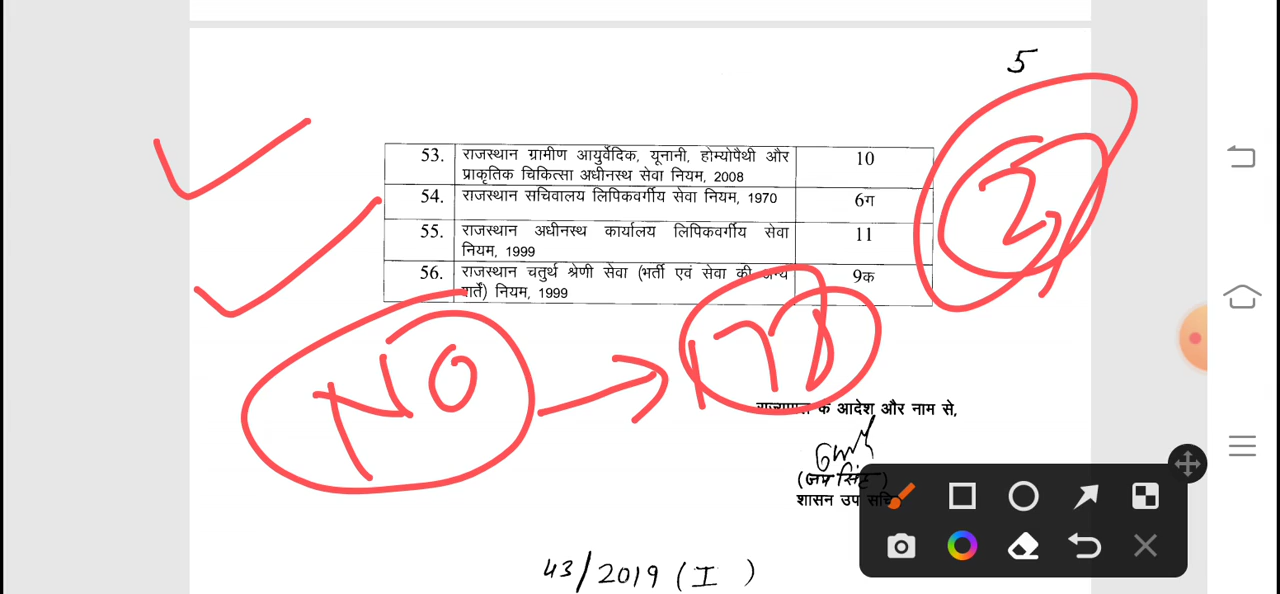 5
53. राजस्थान ग्रामीण आयुर्वेदिक, यूनानी, होम्योपैथी और 10
प्राकृतिक चिकित्सा अधीनस्थ सेवा नियम, 2008
54. राजस्थान सचिवालय लिपिकवर्गीय सेवा नियम, 1970 6ग
55. राजस्थान अधीनस्थ कार्यालय लिपिकवर्गीय सेवा 11
नियम, 1999
56. राजस्थान चतुर्थ श्रेणी सेवा (भर्ती एवं सेवा की अन्य 9क
शर्तें) नियम, 1999
NO
के आदेश और नाम से,
शासन उप
43/2019 (I)